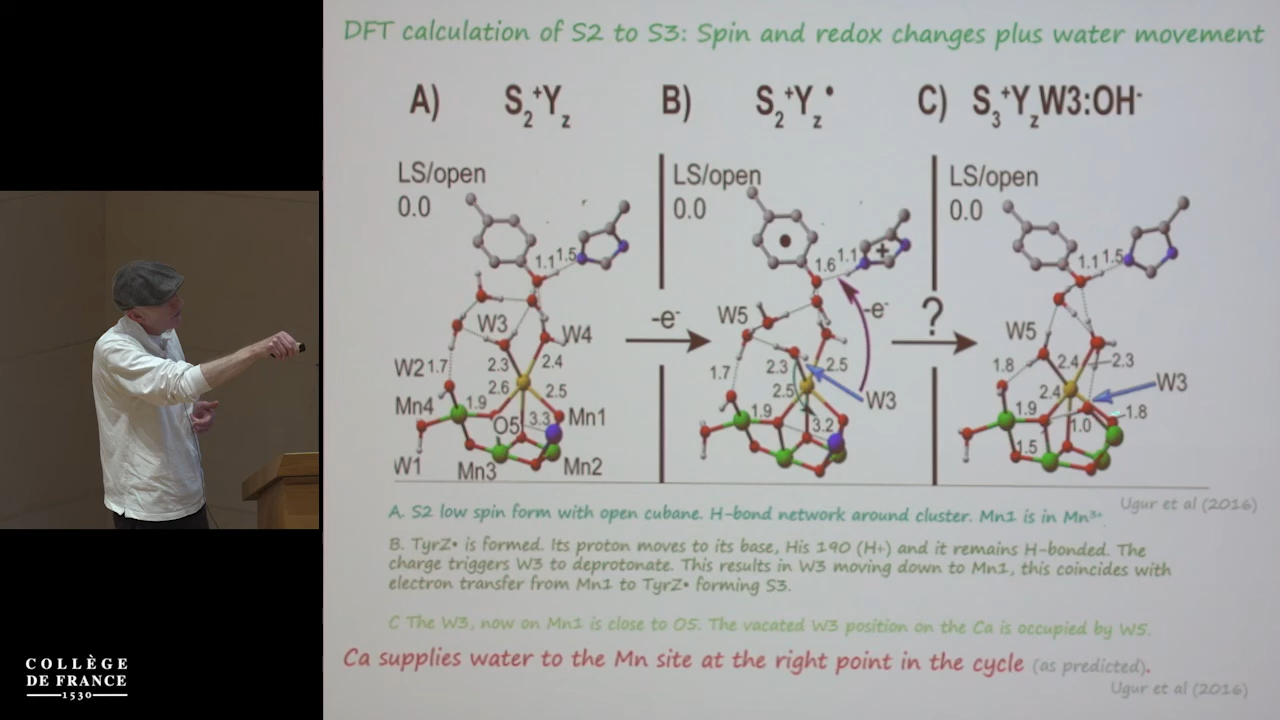 DFT calculation of S2 to S3: Spin and redox changes plus water movement
A) S2+Yz
B) S2+Yz•
C) S3+YzW3:OH-
LS/open
0.0
LS/open
0.0
LS/open
0.0
1.1 1.5
W3
W4
W2 1.7
2.3
2.4
2.6
2.5
Mn4
1.9
O5
3.3
Mn1
W1
Mn3
Mn2
-e-
1.6 1.1
+
W5
-e-
1.7
2.3
2.5
2.5
W3
1.9
3.2
?
1.1 1.5
W5
1.8
2.4
2.3
2.4
W3
1.9
1.8
1.0
1.5
Ugur et al (2016)
A. S2 low spin form with open cubane. H-bond network around cluster. Mn1 is in Mn3+
B. TyrZ• is formed. Its proton moves to its base, His 190 (H+) and it remains H-bonded. The
charge triggers W3 to deprotonate. This results in W3 moving down to Mn1, this coincides with
electron transfer from Mn1 to TyrZ• forming S3.
C The W3, now on Mn1 is close to O5. The vacated W3 position on the Ca is occupied by W5.
Ca supplies water to the Mn site at the right point in the cycle (as predicted).
Ugur et al (2016)
COLLÈGE
DE FRANCE
1530